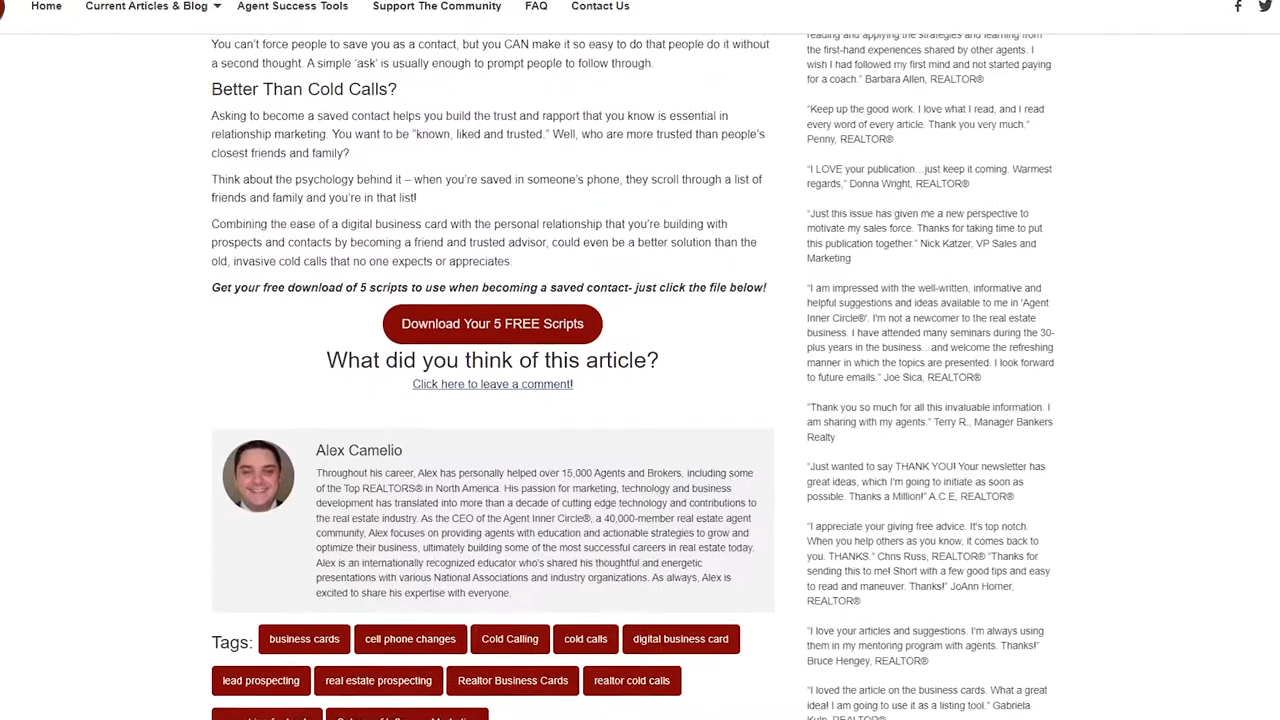 Home
Current Articles & Blog
Agent Success Tools
Support The Community
FAQ
Contact Us
You can't force people to save you as a contact, but you CAN make it so easy to do that people do it without
a second thought. A simple 'ask' is usually enough to prompt people to follow through.
Better Than Cold Calls?
Asking to become a saved contact helps you build the trust and rapport that you know is essential in
relationship marketing. You want to be “known, liked and trusted.” Well, who are more trusted than people's
closest friends and family?
Think about the psychology behind it – when you're saved in someone's phone, they scroll through a list of
friends and family and you're in that list!
Combining the ease of a digital business card with the personal relationship that you're building with
prospects and contacts by becoming a friend and trusted advisor, could even be a better solution than the
old, invasive cold calls that no one expects or appreciates.
Get your free download of 5 scripts to use when becoming a saved contact- just click the file below!
Download Your 5 FREE Scripts
What did you think of this article?
Click here to leave a comment!
Alex Camelio
Throughout his career, Alex has personally helped over 15,000 Agents and Brokers, including some
of the Top REALTORS® in North America. His passion for marketing, technology and business
development has translated into more than a decade of cutting edge technology and contributions to
the real estate industry. As the CEO of the Agent Inner Circle®, a 40,000-member real estate agent
community, Alex focuses on providing agents with education and actionable strategies to grow and
optimize their business, ultimately building some of the most successful careers in real estate today.
Alex is an internationally recognized educator who's shared his thoughtful and energetic
presentations with various National Associations and industry organizations. As always, Alex is
excited to share his expertise with everyone.
Tags:
business cards
cell phone changes
Cold Calling
cold calls
digital business card
lead prospecting
real estate prospecting
Realtor Business Cards
realtor cold calls
reading and applying the strategies and learning from
the first-hand experiences shared by other agents. I
wish I had followed my first mind and not started paying
for a coach.” Barbara Allen, REALTOR®
“Keep up the good work. I love what I read, and I read
every word of every article. Thank you very much.”
Penny, REALTOR®
“I LOVE your publication…just keep it coming. Warmest
regards,” Donna Wright, REALTOR®
“Just this issue has given me a new perspective to
motivate my sales force. Thanks for taking time to put
this publication together.” Nick Katzer, VP Sales and
Marketing
“I am impressed with the well-written, informative and
helpful suggestions and ideas available to me in 'Agent
Inner Circle®'. I'm not a newcomer to the real estate
business. I have attended many seminars during the 30-
plus years in the business…and welcome the refreshing
manner in which the topics are presented. I look forward
to future emails.” Joe Sica, REALTOR®
“Thank you so much for all this invaluable information. I
am sharing with my agents.” Terry R., Manager Bankers
Realty
“Just wanted to say THANK YOU! Your newsletter has
great ideas, which I'm going to initiate as soon as
possible. Thanks a Million!” A.C.E, REALTOR®
“I appreciate your giving free advice. It's top notch.
When you help others as you know, it comes back to
you. THANKS.” Chris Russ, REALTOR® “Thanks for
sending this to me! Short with a few good tips and easy
to read and maneuver. Thanks!” JoAnn Horner,
REALTOR®
“I love your articles and suggestions. I'm always using
them in my mentoring program with agents. Thanks!”
Bruce Hengey, REALTOR®
“I loved the article on the business cards. What a great
idea! I am going to use it as a listing tool.” Gabriela